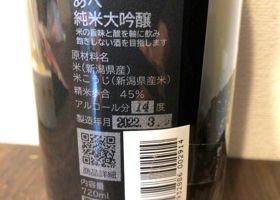 あべ
純米大吟醸
米の旨味と酸を軸に飲み
飽きしない酒を目指します
原材料名
米(新潟県産)
米こうじ(新潟県産米)
精米歩合 45%
アルコール分 14度
製造年月 2022.3.
商品詳細
内容量
720ml